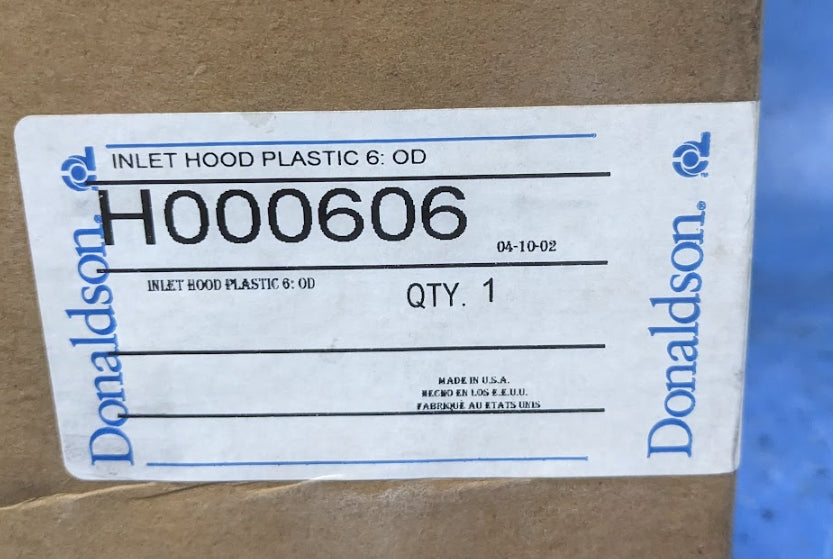 INLET HOOD PLASTIC 6: OD
H000606
04-10-02
INLET HOOD PLASTIC 6: OD
QTY. 1
MADE IN U.S.A.
HECHO EN LOS E.E.U.U.
FABRIQUE AU ETATS UNIS
Donaldson.
Donaldson.®